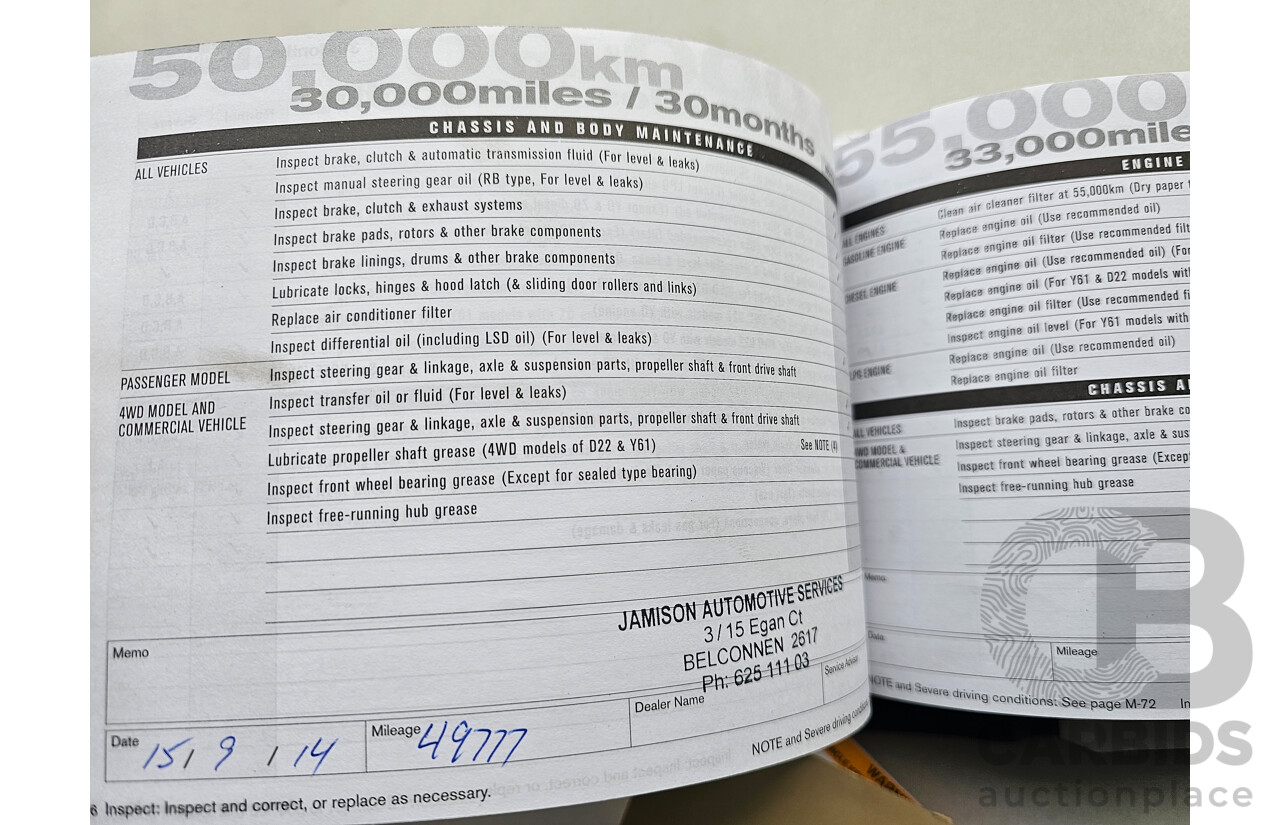 50,000km
30,000miles / 30months
CHASSIS AND BODY MAINTENANCE
ALL VEHICLES
Inspect brake, clutch & automatic transmission fluid (For level & leaks)
Inspect manual steering gear oil (RB type, For level & leaks)
Inspect brake, clutch & exhaust systems
Inspect brake pads, rotors & other brake components
Inspect brake linings, drums & other brake components
Lubricate locks, hinges & hood latch (& sliding door rollers and links)
Replace air conditioner filter
Inspect differential oil (including LSD oil) (For level & leaks)
PASSENGER MODEL
Inspect steering gear & linkage, axle & suspension parts, propeller shaft & front drive shaft
4WD MODEL AND
COMMERCIAL VEHICLE
Inspect transfer oil or fluid (For level & leaks)
Inspect steering gear & linkage, axle & suspension parts, propeller shaft & front drive shaft
Lubricate propeller shaft grease (4WD models of D22 & Y61) See NOTE (4)
Inspect front wheel bearing grease (Except for sealed type bearing)
Inspect free-running hub grease
JAMISON AUTOMOTIVE SERVICES
3/15 Egan Ct
BELCONNEN 2617
Ph: 625 111 03
Memo
Date 15/ 9 / 14
Mileage 49777
Dealer Name
Service Advisor
NOTE and Severe driving conditions
6 Inspect: Inspect and correct, or replace as necessary.
55,000
33,000mile
ENGINE
Clean air cleaner filter at 55,000km (Dry paper
ALL ENGINES
Replace engine oil (Use recommended oil)
GASOLINE ENGINE
Replace engine oil filter (Use recommended filt
Replace engine oil (Use recommended oil) (For
DIESEL ENGINE
Replace engine oil (For Y61 & D22 models with
Replace engine oil filter (Use recommended fi
Inspect engine oil level (For Y61 models with
Replace engine oil (Use recommended oil)
LPG ENGINE
Replace engine oil filter
CHASSIS A
ALL VEHICLES
Inspect brake pads, rotors & other brake co
4WD MODEL &
COMMERCIAL VEHICLE
Inspect steering gear & linkage, axle & sus
Inspect front wheel bearing grease (Excep
Inspect free-running hub grease
Memo
Date
Mileage
NOTE and Severe driving conditions: See page M-72 In
WAR
CARBIDS
auctionplace